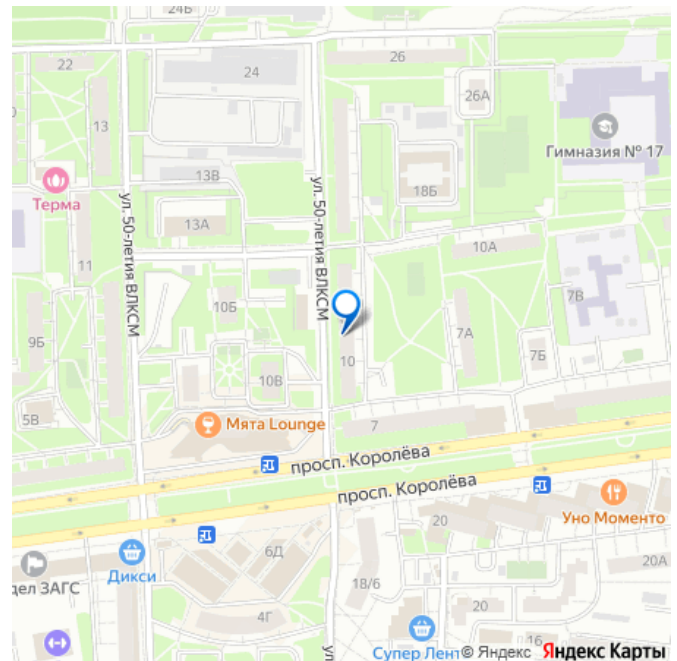 24Б
22
24
26
26А
13
Гимназия № 17
13В
18Б
Терма
ул. 50-летия ВЛКСМ
ул. 50-летия ВЛКСМ
13А
10А
11
10Б
7В
9Б
7А
7Б
10
10В
5В
Мята Lounge
7
просп. Королёва
просп. Королёва
Уно Моменто
20
6Д
Дикси
дел ЗАГС
18/6
20А
4Г
20
16
ул
Супер Лент
© Яндекс Яндекс Карты